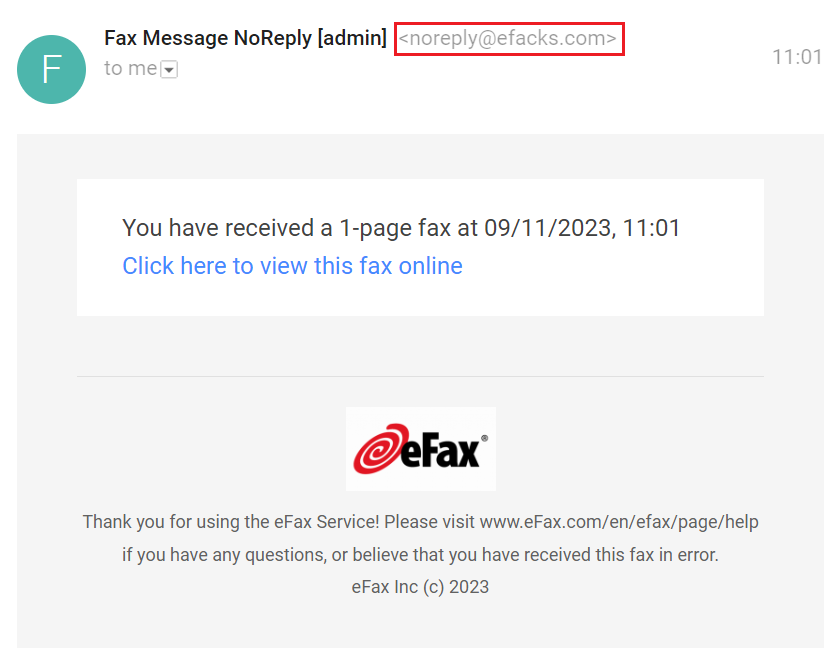 Fax Message NoReply [admin] <noreply@efacks.com>
11:01
to me
F
You have received a 1-page fax at 09/11/2023, 11:01
Click here to view this fax online
eFax®
Thank you for using the eFax Service! Please visit www.eFax.com/en/efax/page/help
if you have any questions, or believe that you have received this fax in error.
eFax Inc (c) 2023